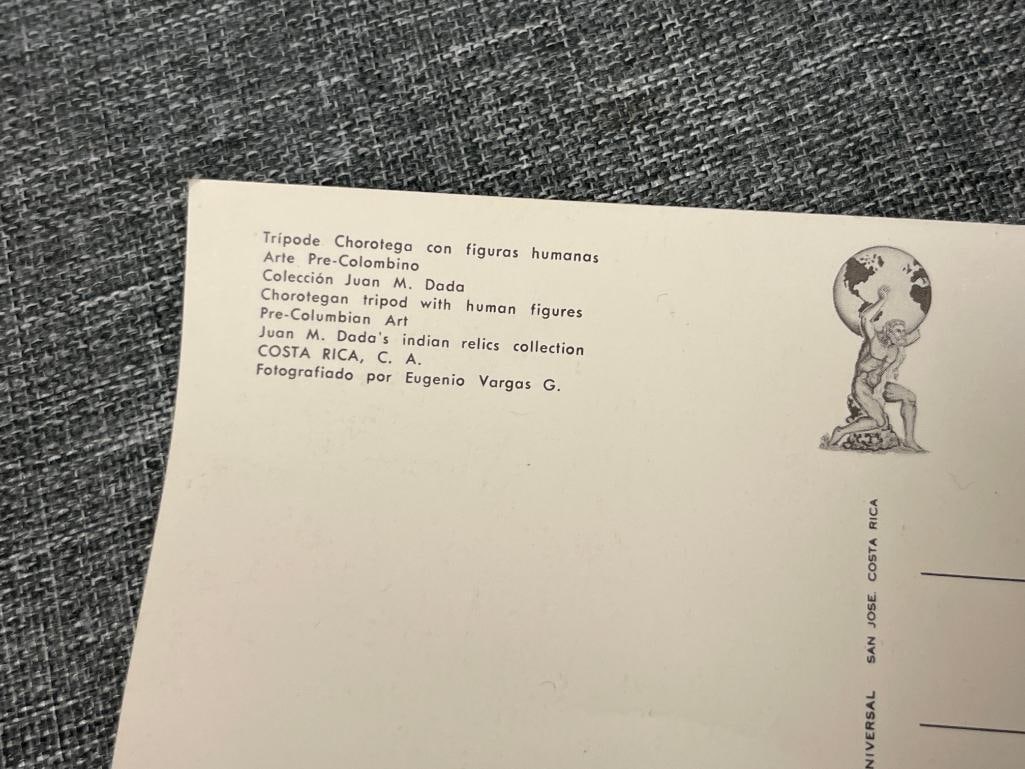 Trípode Chorotega con figuras humanas
Arte Pre-Colombino
Colección Juan M. Dada
Chorotegan tripod with human figures
Pre-Columbian Art
Juan M. Dada's indian relics collection
COSTA RICA, C. A.
Fotografiado por Eugenio Vargas G.
NIVERSAL SAN JOSE. COSTA RICA